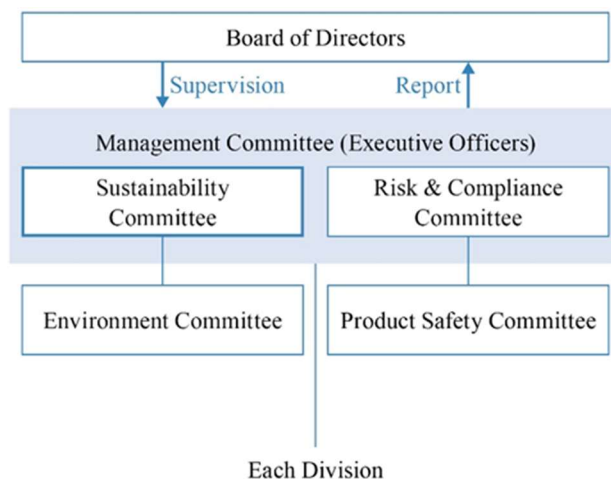 Board of Directors
Supervision
Report
Management Committee (Executive Officers)
Sustainability
Committee
Risk & Compliance
Committee
Environment Committee
Product Safety Committee
Each Division